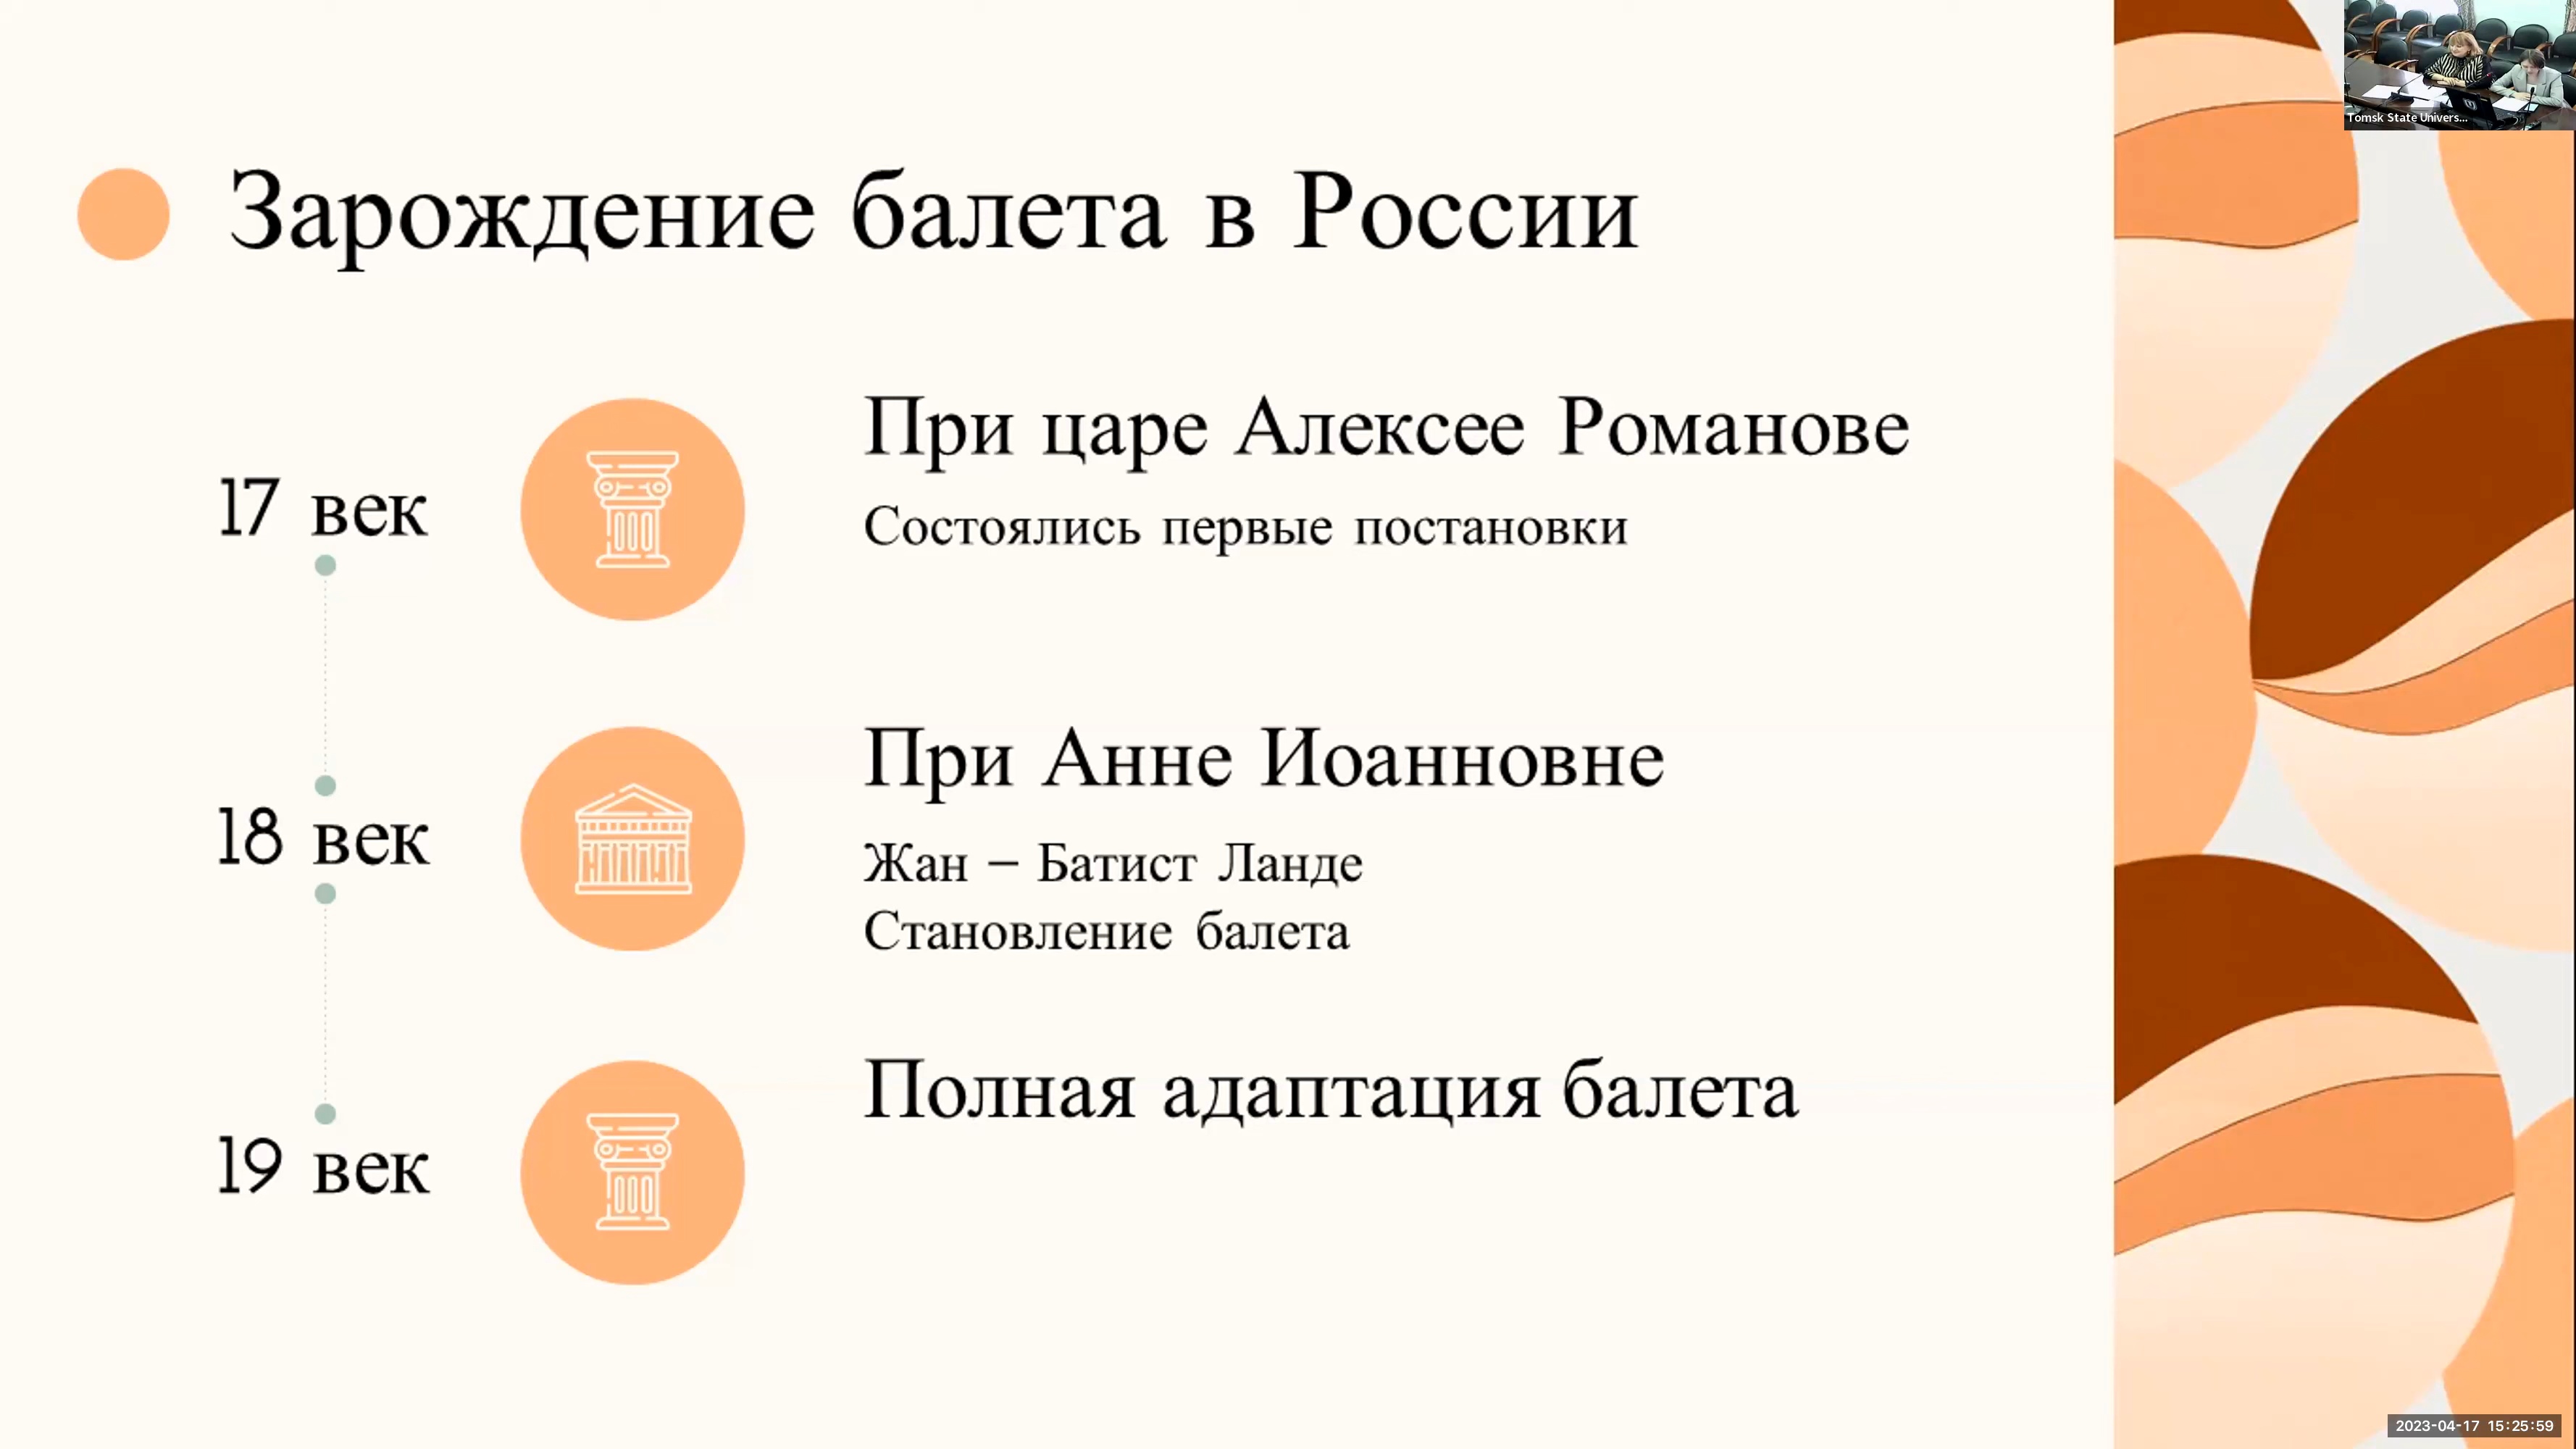 Tomsk State Univers...
Зарождение балета в России
17 век
При царе Алексее Романове
Состоялись первые постановки
18 век
При Анне Иоанновне
Жан – Батист Ланде
Становление балета
19 век
Полная адаптация балета
2023-04-17 15:25:59